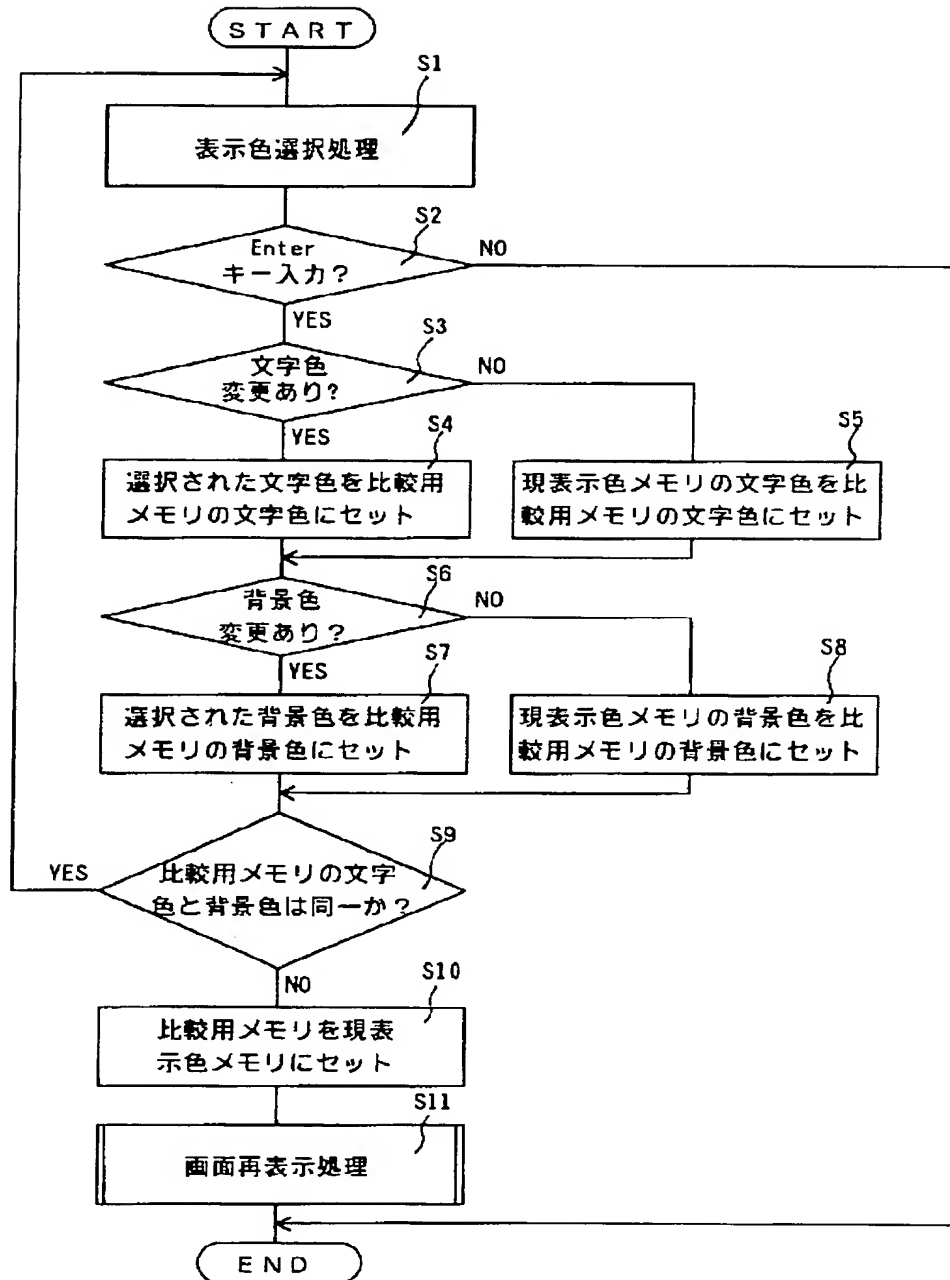 START
S1
表示色選択処理
S2
Enter
キー入力？
NO
YES
S3
文字色
変更あり？
NO
YES
S4
選択された文字色を比較用
メモリの文字色にセット
S5
現表示色メモリの文字色を比
較用メモリの文字色にセット
S6
背景色
変更あり？
NO
YES
S7
選択された背景色を比較用
メモリの背景色にセット
S8
現表示色メモリの背景色を比
較用メモリの背景色にセット
S9
YES
比較用メモリの文字
色と背景色は同一か？
NO
S10
比較用メモリを現表
示色メモリにセット
S11
画面再表示処理
END